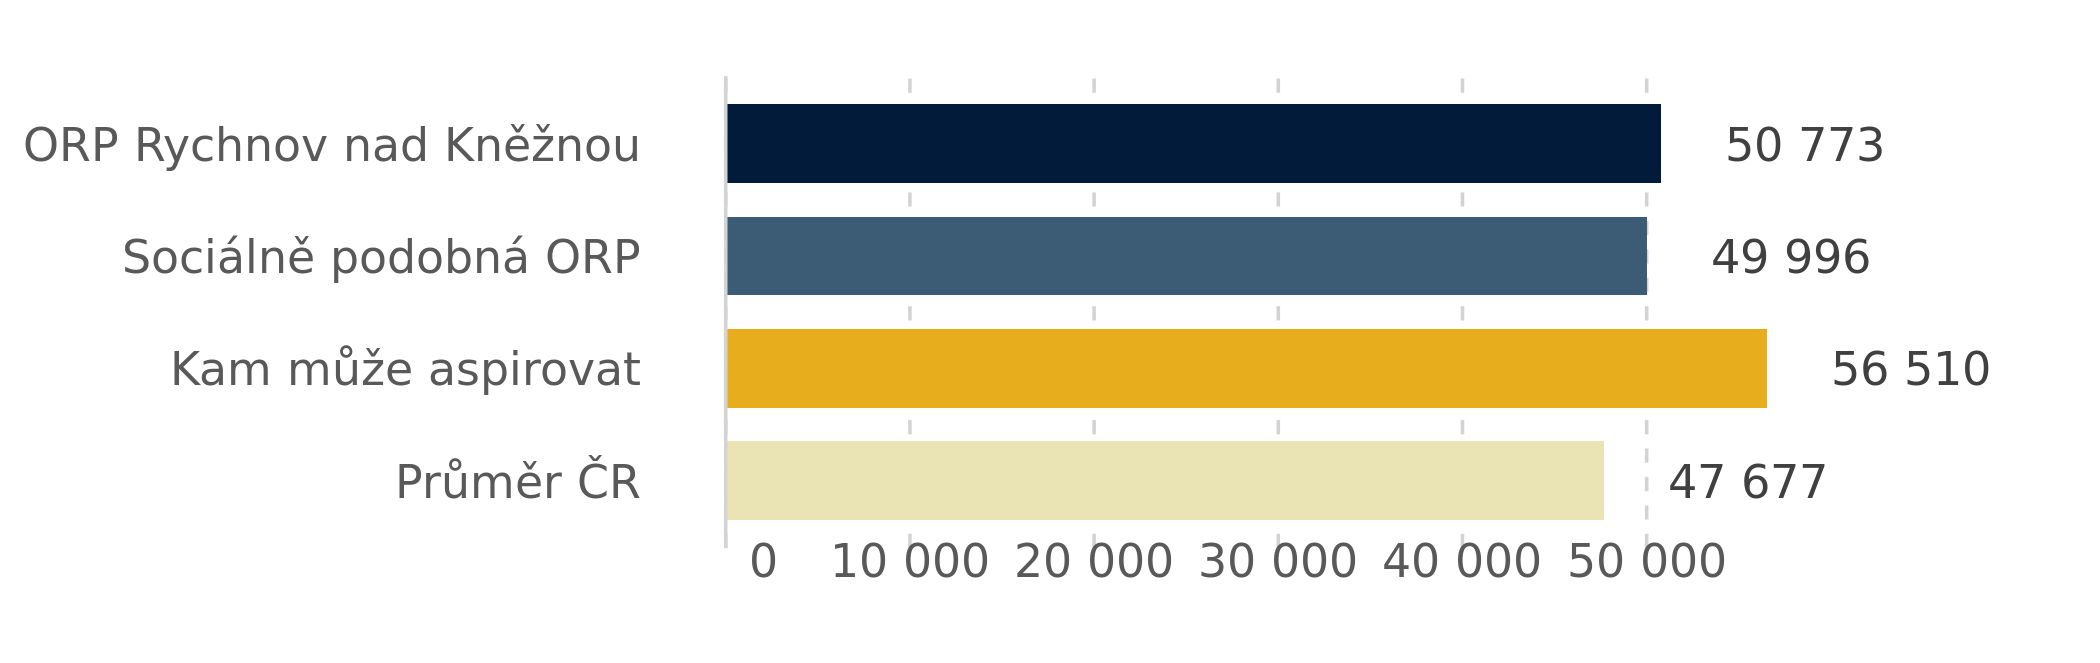 ORP Rychnov nad Kněžnou 50 773
Sociálně podobná ORP 49 996
Kam může aspirovat 56 510
Průměr ČR 47 677
0 10 000 20 000 30 000 40 000 50 000